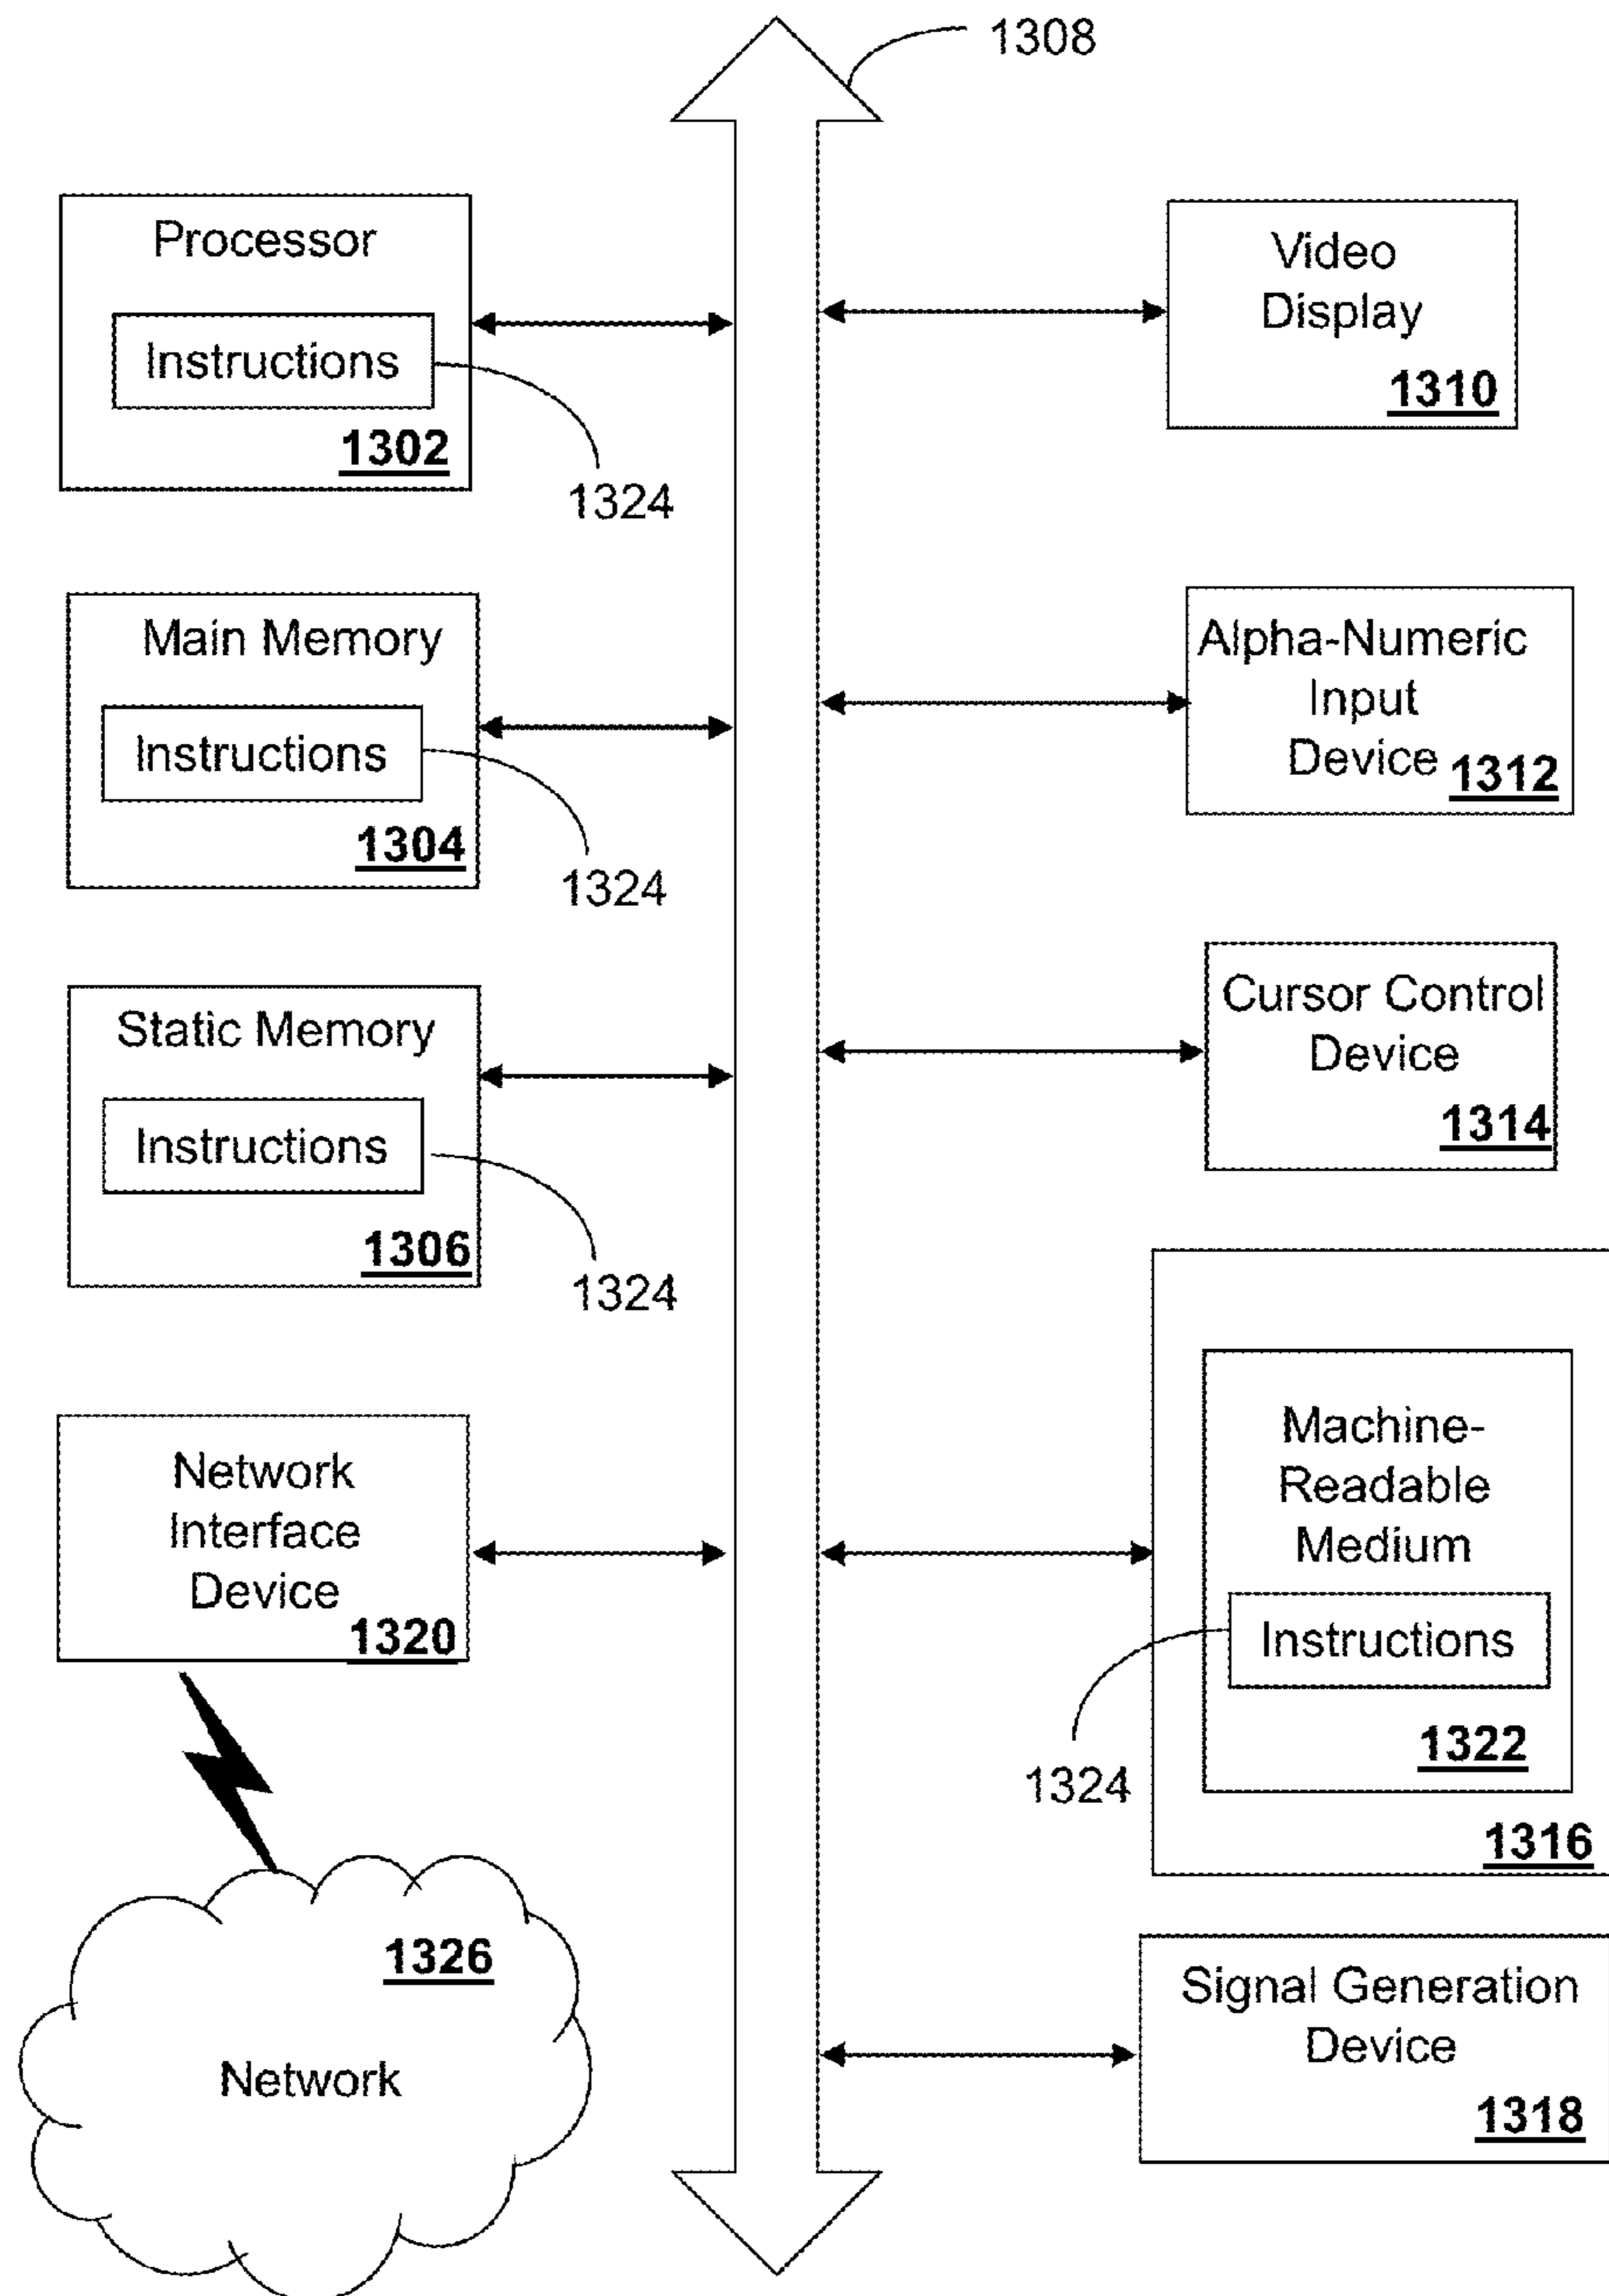 1308
Processor
Instructions
1302
1324
Main Memory
Instructions
1304
1324
Static Memory
Instructions
1306
1324
Network
Interface
Device
1320
1326
Network
Video
Display
1310
Alpha-Numeric
Input
Device 1312
Cursor Control
Device
1314
Machine-
Readable
Medium
Instructions
1322
1324
1316
Signal Generation
Device
1318